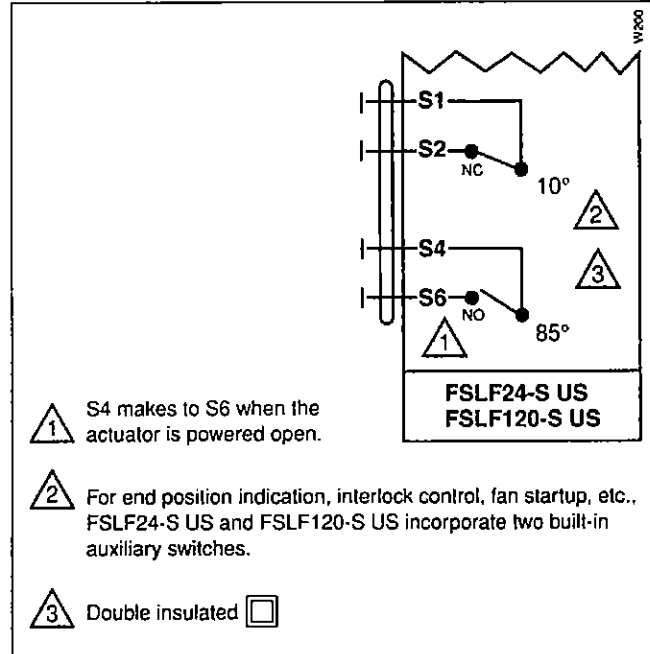 W200
S1
S2
NC
10°
2
S4
3
S6
NO
1
85°
FSLF24-S US
FSLF120-S US
1 S4 makes to S6 when the
actuator is powered open.
2 For end position indication, interlock control, fan startup, etc.,
FSLF24-S US and FSLF120-S US incorporate two built-in
auxiliary switches.
3 Double insulated